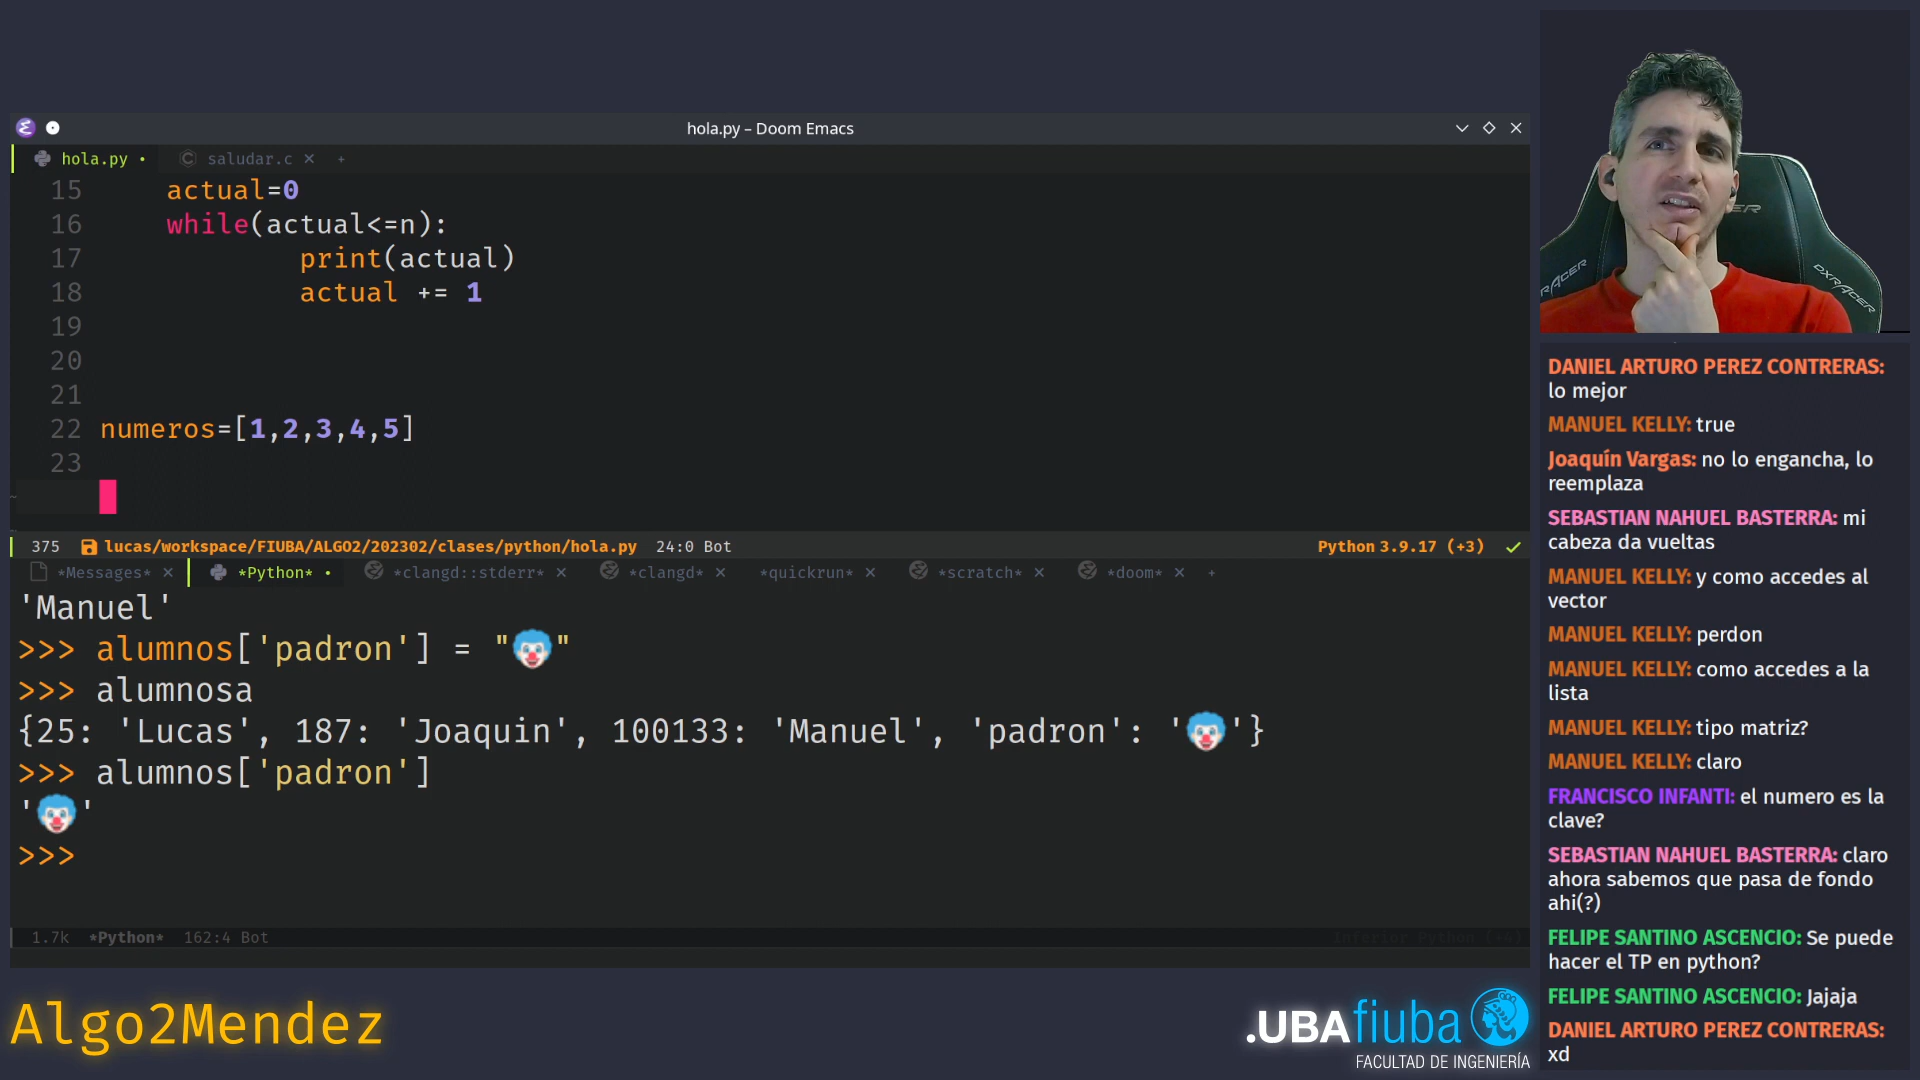 hola.py – Doom Emacs
hola.py • saludar.c × +
15 actual=0
16 while(actual<=n):
17 print(actual)
18 actual += 1
19
20
21
22 numeros=[1,2,3,4,5]
23
~
375 lucas/workspace/FIUBA/ALGO2/202302/clases/python/hola.py 24:0 Bot Python 3.9.17 (+3) ✓
*Messages* × *Python* • *clangd::stderr* × *clangd* × *quickrun* × *scratch* × *doom* × +
'Manuel'
>>> alumnos['padron'] = "🤡"
>>> alumnosa
{25: 'Lucas', 187: 'Joaquin', 100133: 'Manuel', 'padron': '🤡'}
>>> alumnos['padron']
'🤡'
>>>
1.7k *Python* 162:4 Bot Inferior Python (+4)
Algo2Mendez
.UBAfiuba
FACULTAD DE INGENIERÍA
DXRACER
DANIEL ARTURO PEREZ CONTRERAS:
lo mejor
MANUEL KELLY: true
Joaquín Vargas: no lo engancha, lo
reemplaza
SEBASTIAN NAHUEL BASTERRA: mi
cabeza da vueltas
MANUEL KELLY: y como accedes al
vector
MANUEL KELLY: perdon
MANUEL KELLY: como accedes a la
lista
MANUEL KELLY: tipo matriz?
MANUEL KELLY: claro
FRANCISCO INFANTI: el numero es la
clave?
SEBASTIAN NAHUEL BASTERRA: claro
ahora sabemos que pasa de fondo
ahi(?)
FELIPE SANTINO ASCENCIO: Se puede
hacer el TP en python?
FELIPE SANTINO ASCENCIO: Jajaja
DANIEL ARTURO PEREZ CONTRERAS:
xd